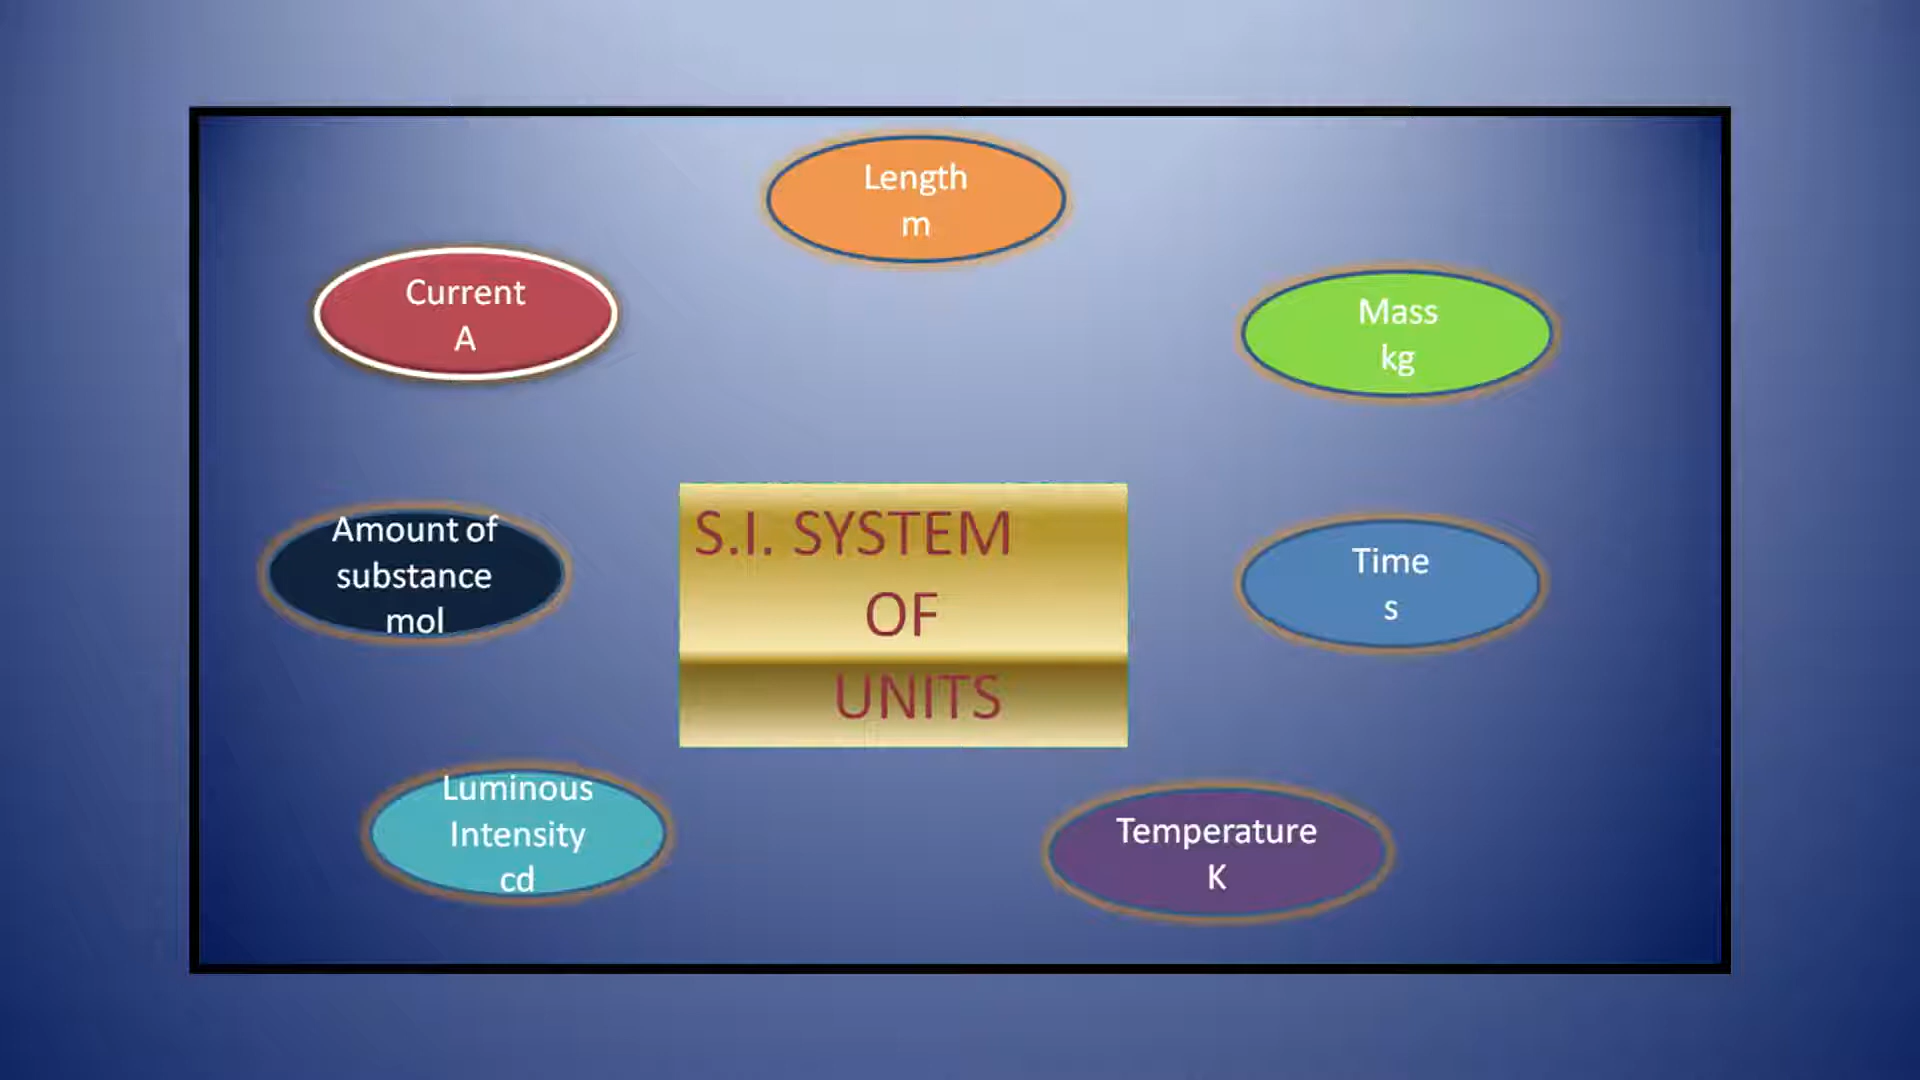 Length
m
Current
A
Mass
kg
Amount of
substance
mol
S.I. SYSTEM
OF
UNITS
Time
s
Luminous
Intensity
cd
Temperature
K